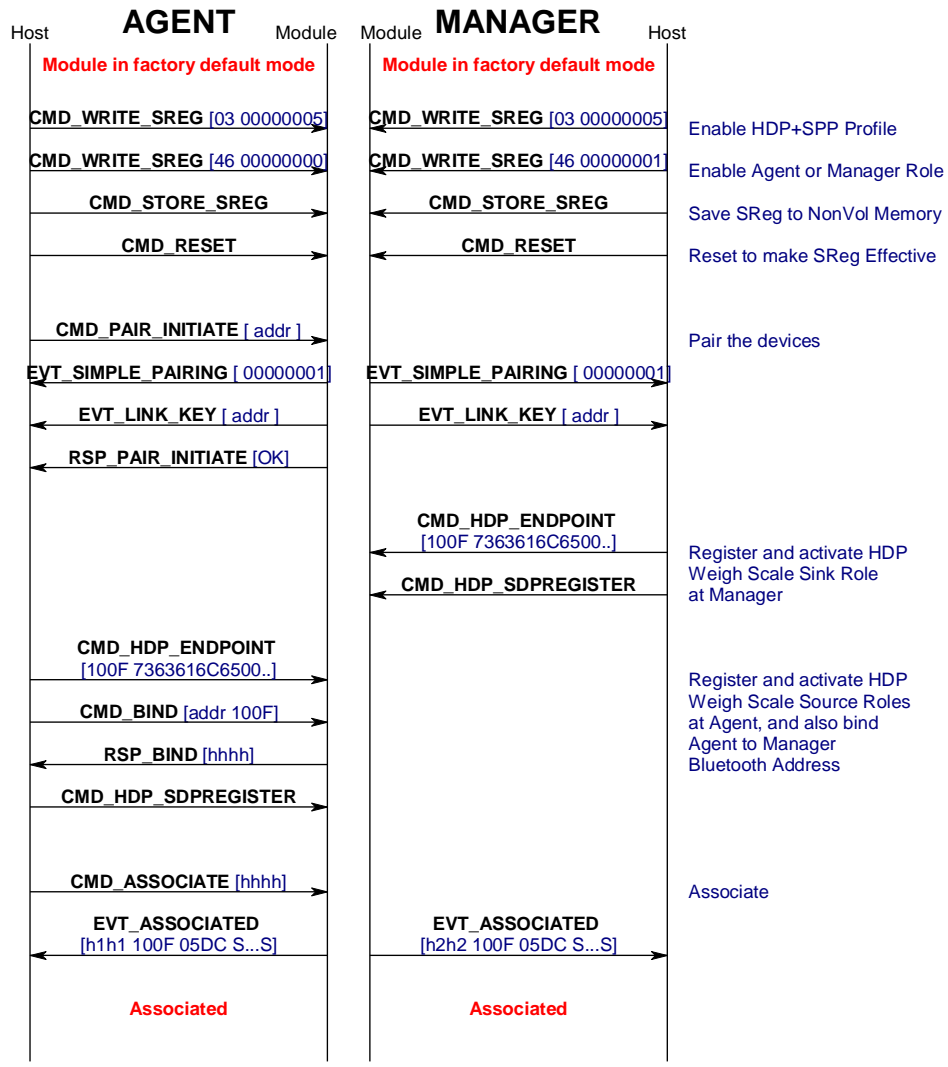 AGENT MANAGER
Host Module Module Host
Module in factory default mode Module in factory default mode
CMD_WRITE_SREG [03 00000005] CMD_WRITE_SREG [03 00000005]
Enable HDP+SPP Profile
CMD_WRITE_SREG [46 00000000] CMD_WRITE_SREG [46 00000001]
Enable Agent or Manager Role
CMD_STORE_SREG CMD_STORE_SREG
Save SReg to NonVol Memory
CMD_RESET CMD_RESET
Reset to make SReg Effective
CMD_PAIR_INITIATE [ addr ]
Pair the devices
EVT_SIMPLE_PAIRING [ 00000001] EVT_SIMPLE_PAIRING [ 00000001]
EVT_LINK_KEY [ addr ] EVT_LINK_KEY [ addr ]
RSP_PAIR_INITIATE [OK]
CMD_HDP_ENDPOINT
[100F 7363616C6500..]
CMD_HDP_SDPREGISTER
Register and activate HDP
Weigh Scale Sink Role
at Manager
CMD_HDP_ENDPOINT
[100F 7363616C6500..]
CMD_BIND [addr 100F]
RSP_BIND [hhhh]
CMD_HDP_SDPREGISTER
Register and activate HDP
Weigh Scale Source Roles
at Agent, and also bind
Agent to Manager
Bluetooth Address
CMD_ASSOCIATE [hhhh]
Associate
EVT_ASSOCIATED EVT_ASSOCIATED
[h1h1 100F 05DC S...S] [h2h2 100F 05DC S...S]
Associated Associated